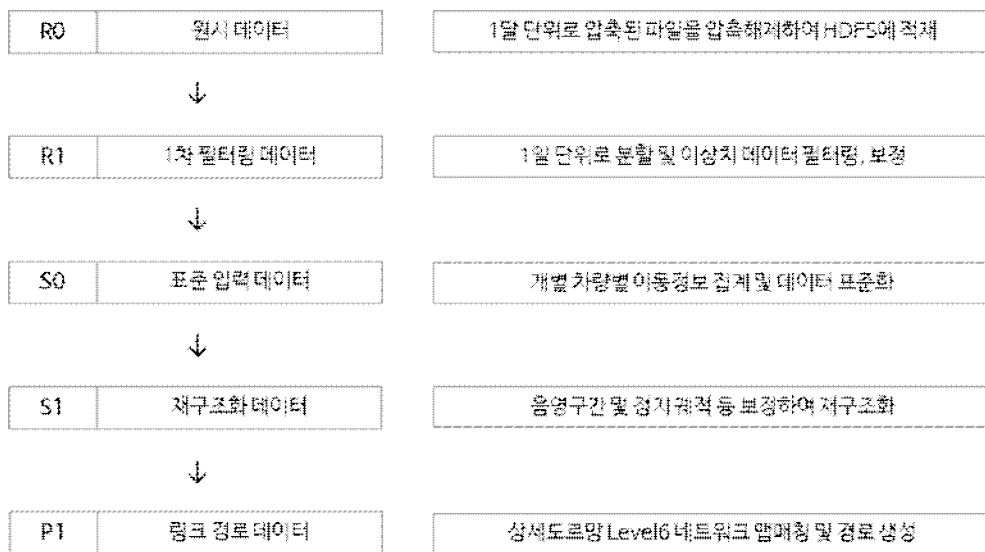 R0 원시 데이터 1달 단위로 압축된 파일을 압축해제하여 HDFS에 적재
R1 1차 필터링 데이터 1일 단위로 분할 및 이상치 데이터 필터링, 보정
S0 표준 입력 데이터 개별 차량별 이동정보 집계 및 데이터 표준화
S1 재구조화 데이터 음영구간 및 장기궤적 등 보정하여 재구조화
P1 링크 경로 데이터 상세도로망 Level6 네트워크 맵매칭 및 경로 생성